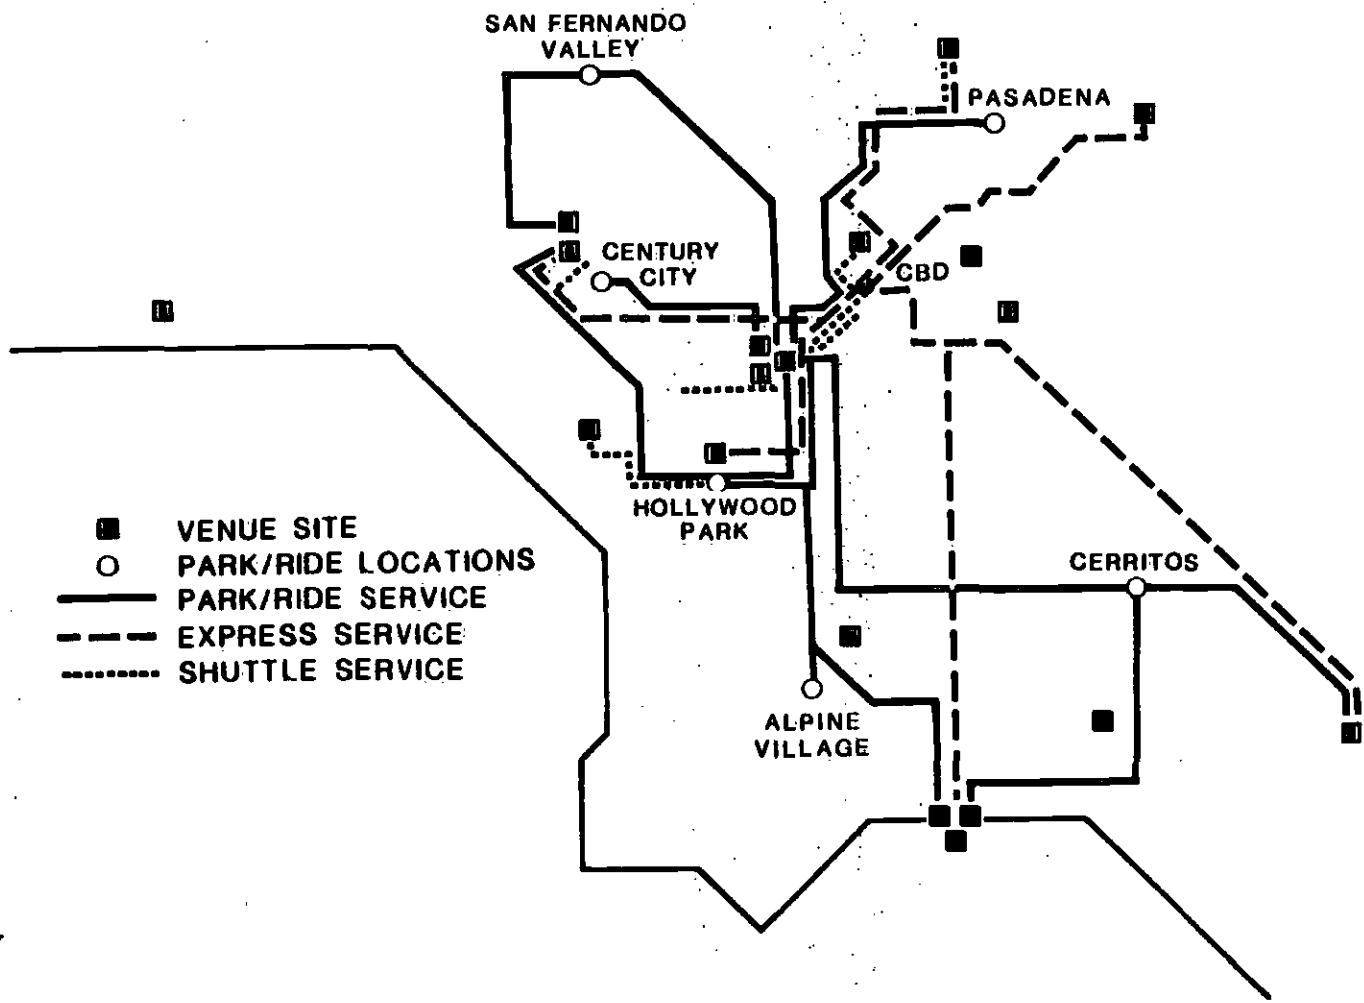 SAN FERNANDO
VALLEY
PASADENA
CENTURY
CITY
CBD
HOLLYWOOD
PARK
VENUE SITE
PARK/RIDE LOCATIONS
PARK/RIDE SERVICE
EXPRESS SERVICE
SHUTTLE SERVICE
CERRITOS
ALPINE
VILLAGE